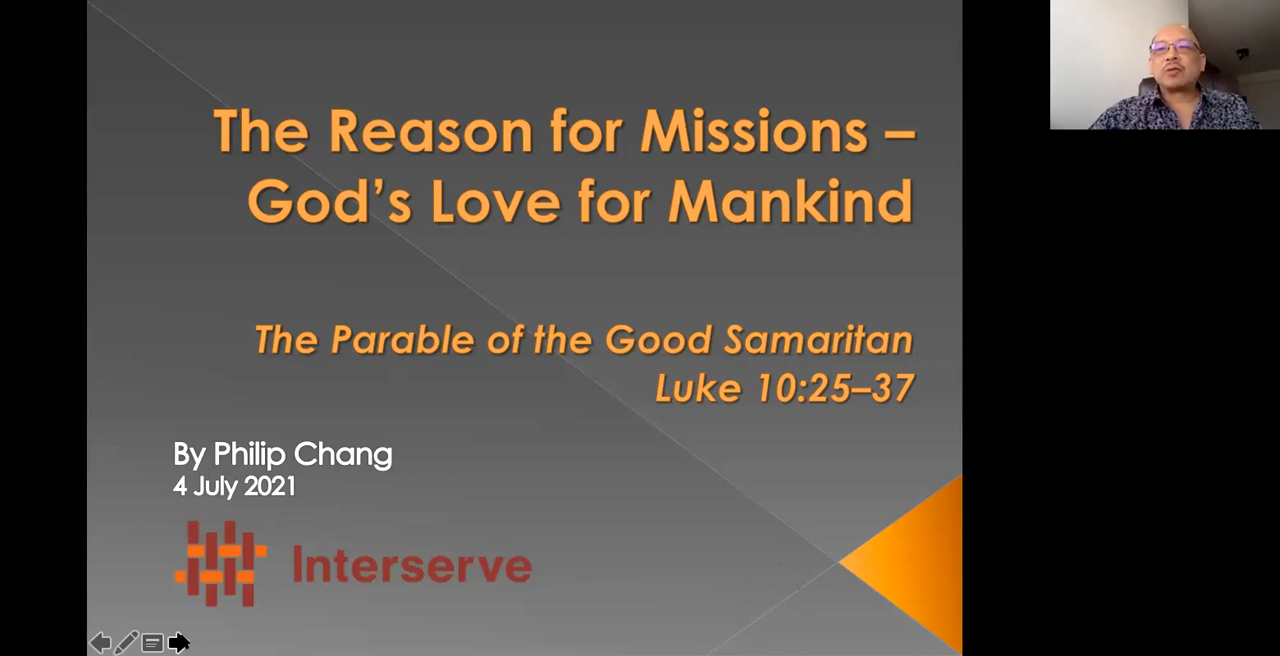 The Reason for Missions –
God's Love for Mankind
The Parable of the Good Samaritan
Luke 10:25–37
By Philip Chang
4 July 2021
Interserve